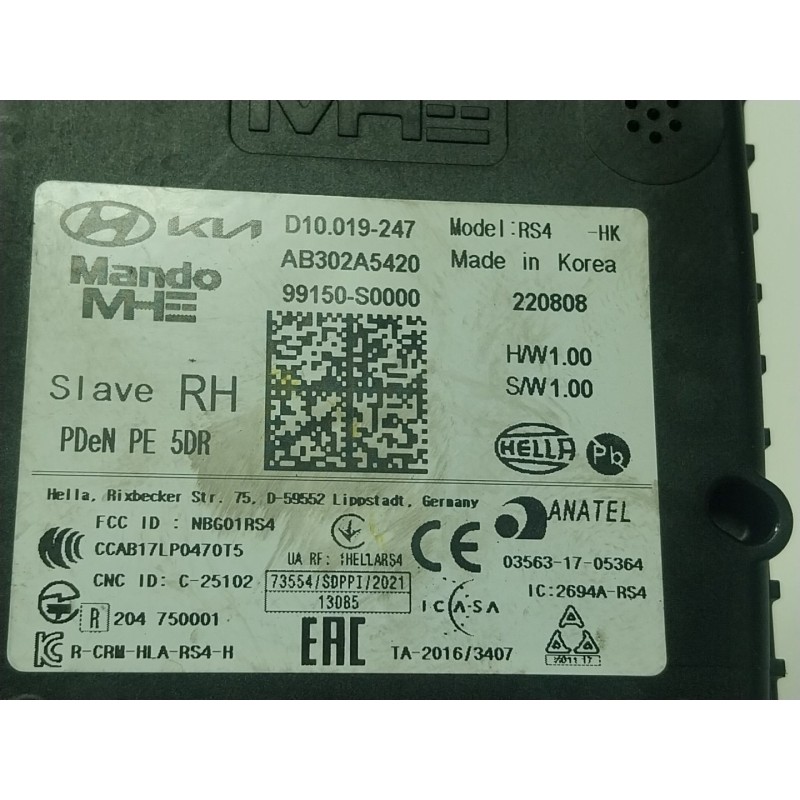 MHE
KIA D10.019-247 Model:RS4 -HK
Mando AB302A5420 Made in Korea
MHE 99150-S0000 220808
H/W1.00
Slave RH S/W1.00
PDeN PE 5DR HELLA Pb
Hella, Rixbecker Str. 75, D-59552 Lippstadt, Germany
FCC ID : NBG01RS4 ANATEL
CCAB17LP0470T5 UA RF: 1HELLARS4 CE 03563-17-05364
CNC ID: C-25102 73554/SDPPI/2021 IC:2694A-RS4
R 204 750001 13085 ICASA
R-CRM-HLA-RS4-H EAC TA-2016/3407